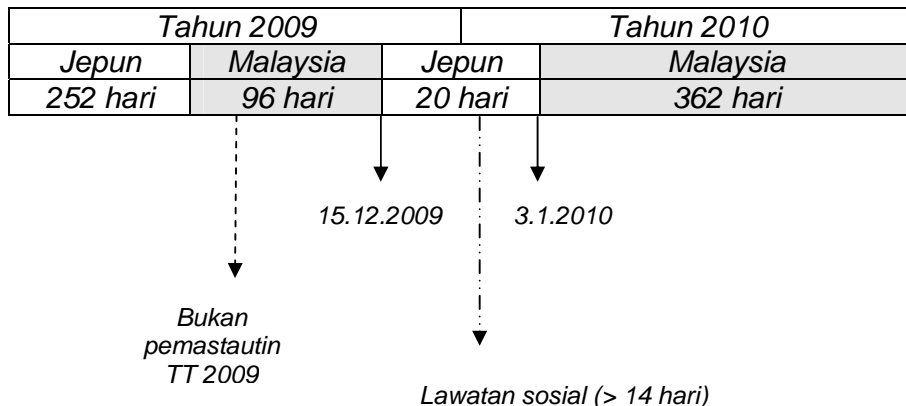 Tahun 2009 Tahun 2010
Jepun Malaysia Jepun Malaysia
252 hari 96 hari 20 hari 362 hari
15.12.2009 3.1.2010
Bukan
pemastautin
TT 2009
Lawatan sosial (> 14 hari)